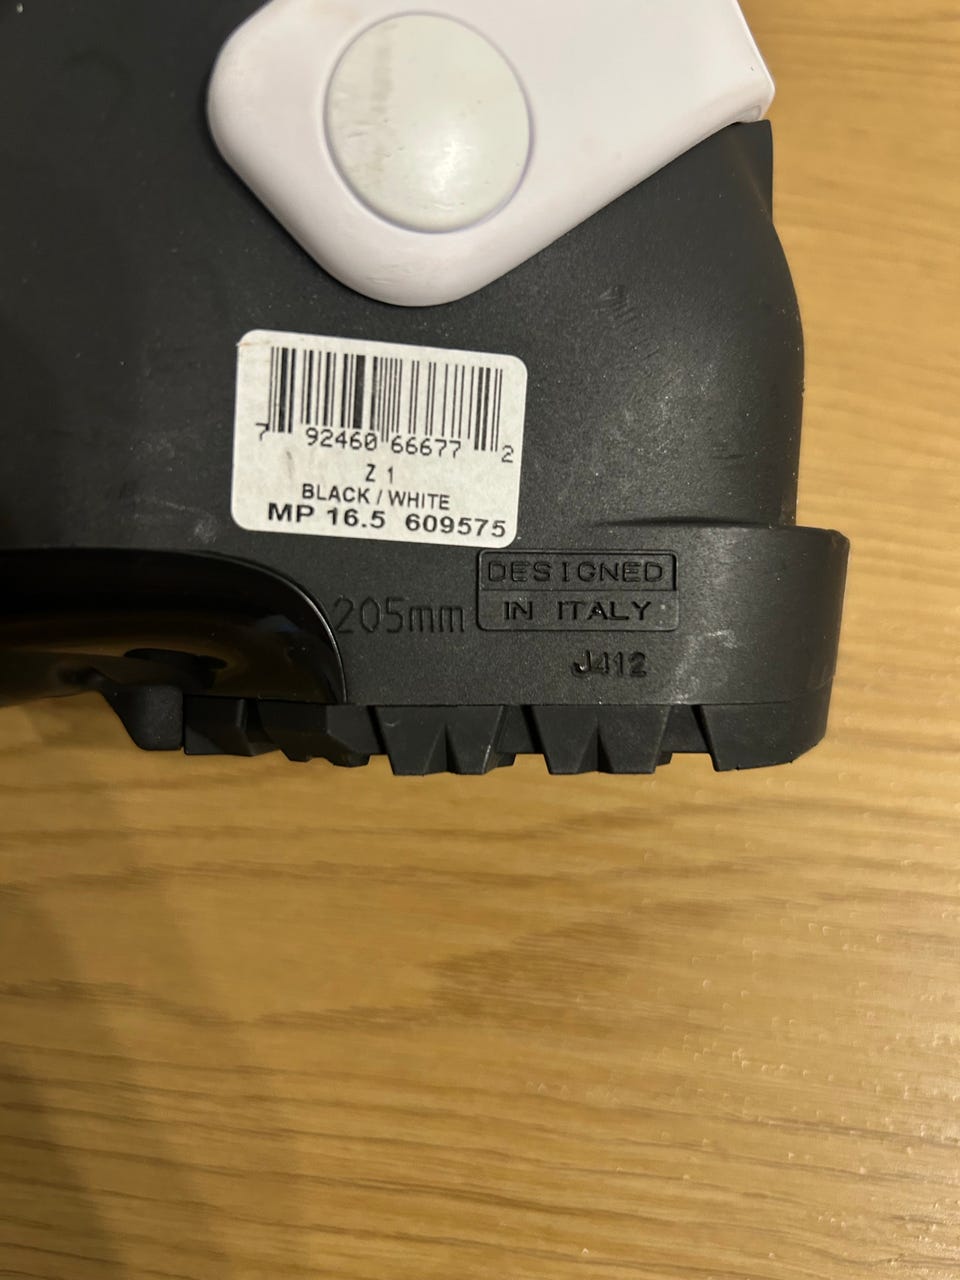 7 92460 66677 2
Z 1
BLACK / WHITE
MP 16.5 609575
DESIGNED
IN ITALY
205mm
J412